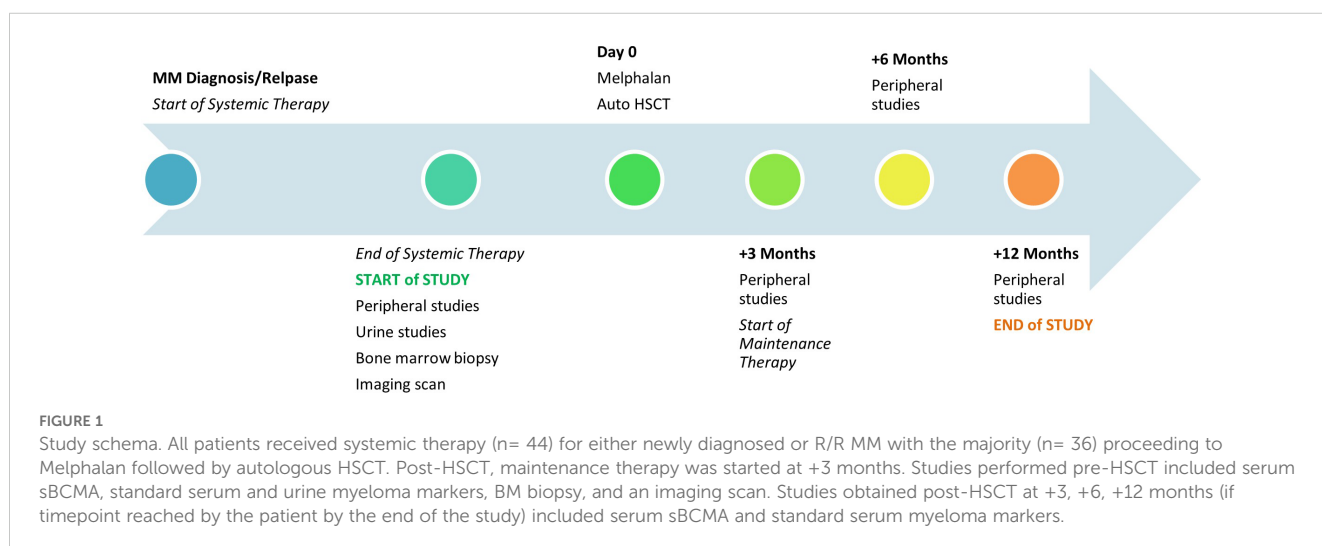 MM Diagnosis/Relpase
Start of Systemic Therapy
Day 0
Melphalan
Auto HSCT
+6 Months
Peripheral
studies
End of Systemic Therapy
START of STUDY
Peripheral studies
Urine studies
Bone marrow biopsy
Imaging scan
+3 Months
Peripheral
studies
Start of
Maintenance
Therapy
+12 Months
Peripheral
studies
END of STUDY
FIGURE 1
Study schema. All patients received systemic therapy (n= 44) for either newly diagnosed or R/R MM with the majority (n= 36) proceeding to
Melphalan followed by autologous HSCT. Post-HSCT, maintenance therapy was started at +3 months. Studies performed pre-HSCT included serum
sBCMA, standard serum and urine myeloma markers, BM biopsy, and an imaging scan. Studies obtained post-HSCT at +3, +6, +12 months (if
timepoint reached by the patient by the end of the study) included serum sBCMA and standard serum myeloma markers.